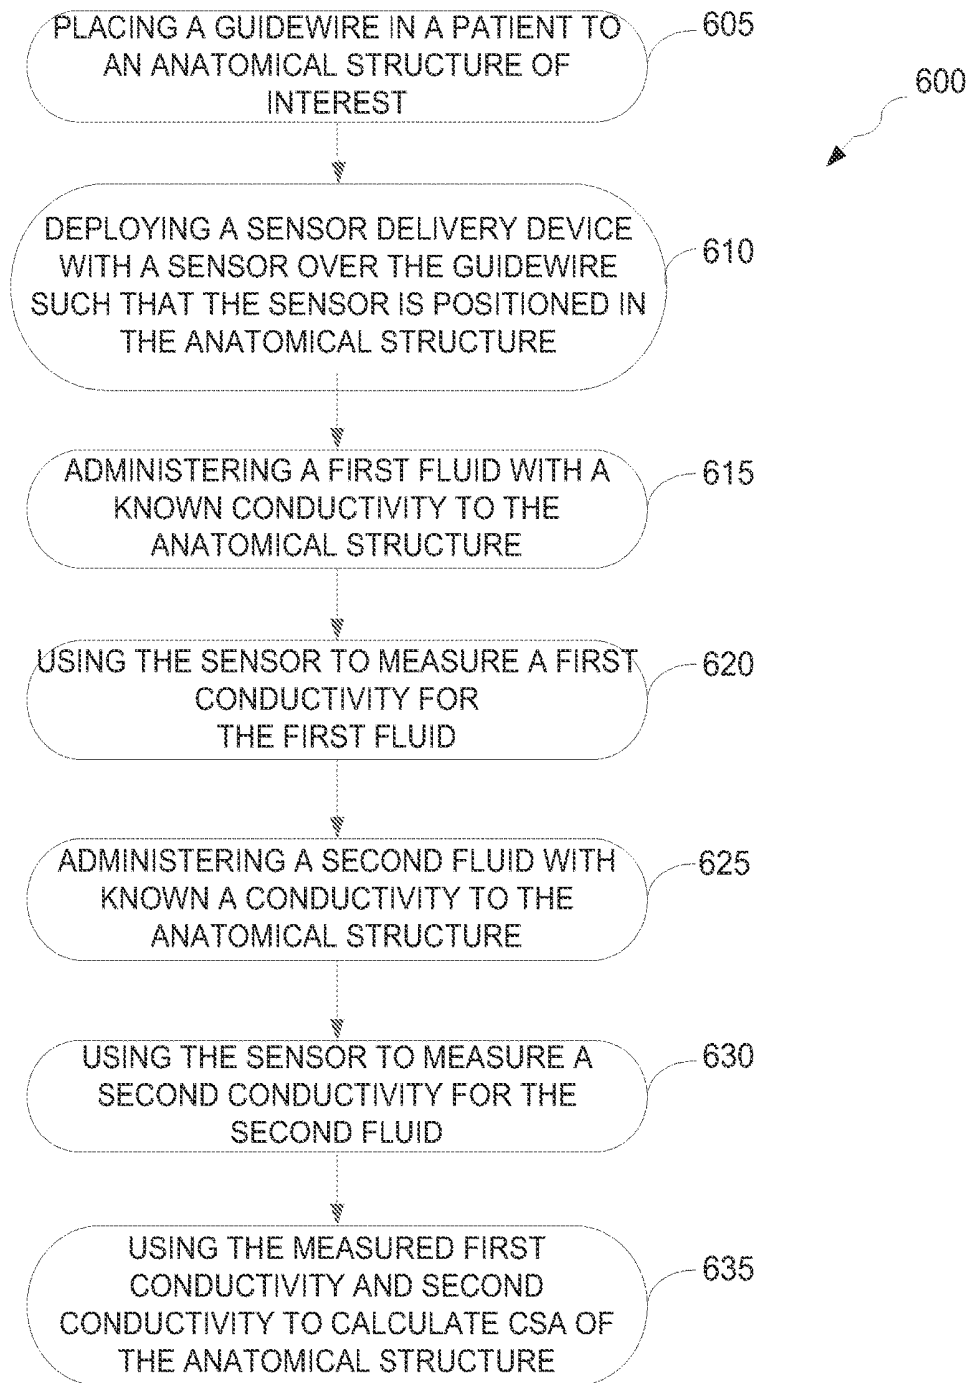 PLACING A GUIDEWIRE IN A PATIENT TO
AN ANATOMICAL STRUCTURE OF
INTEREST
605
600
DEPLOYING A SENSOR DELIVERY DEVICE
WITH A SENSOR OVER THE GUIDEWIRE
SUCH THAT THE SENSOR IS POSITIONED IN
THE ANATOMICAL STRUCTURE
610
ADMINISTERING A FIRST FLUID WITH A
KNOWN CONDUCTIVITY TO THE
ANATOMICAL STRUCTURE
615
USING THE SENSOR TO MEASURE A FIRST
CONDUCTIVITY FOR
THE FIRST FLUID
620
ADMINISTERING A SECOND FLUID WITH
KNOWN A CONDUCTIVITY TO THE
ANATOMICAL STRUCTURE
625
USING THE SENSOR TO MEASURE A
SECOND CONDUCTIVITY FOR THE
SECOND FLUID
630
USING THE MEASURED FIRST
CONDUCTIVITY AND SECOND
CONDUCTIVITY TO CALCULATE CSA OF
THE ANATOMICAL STRUCTURE
635